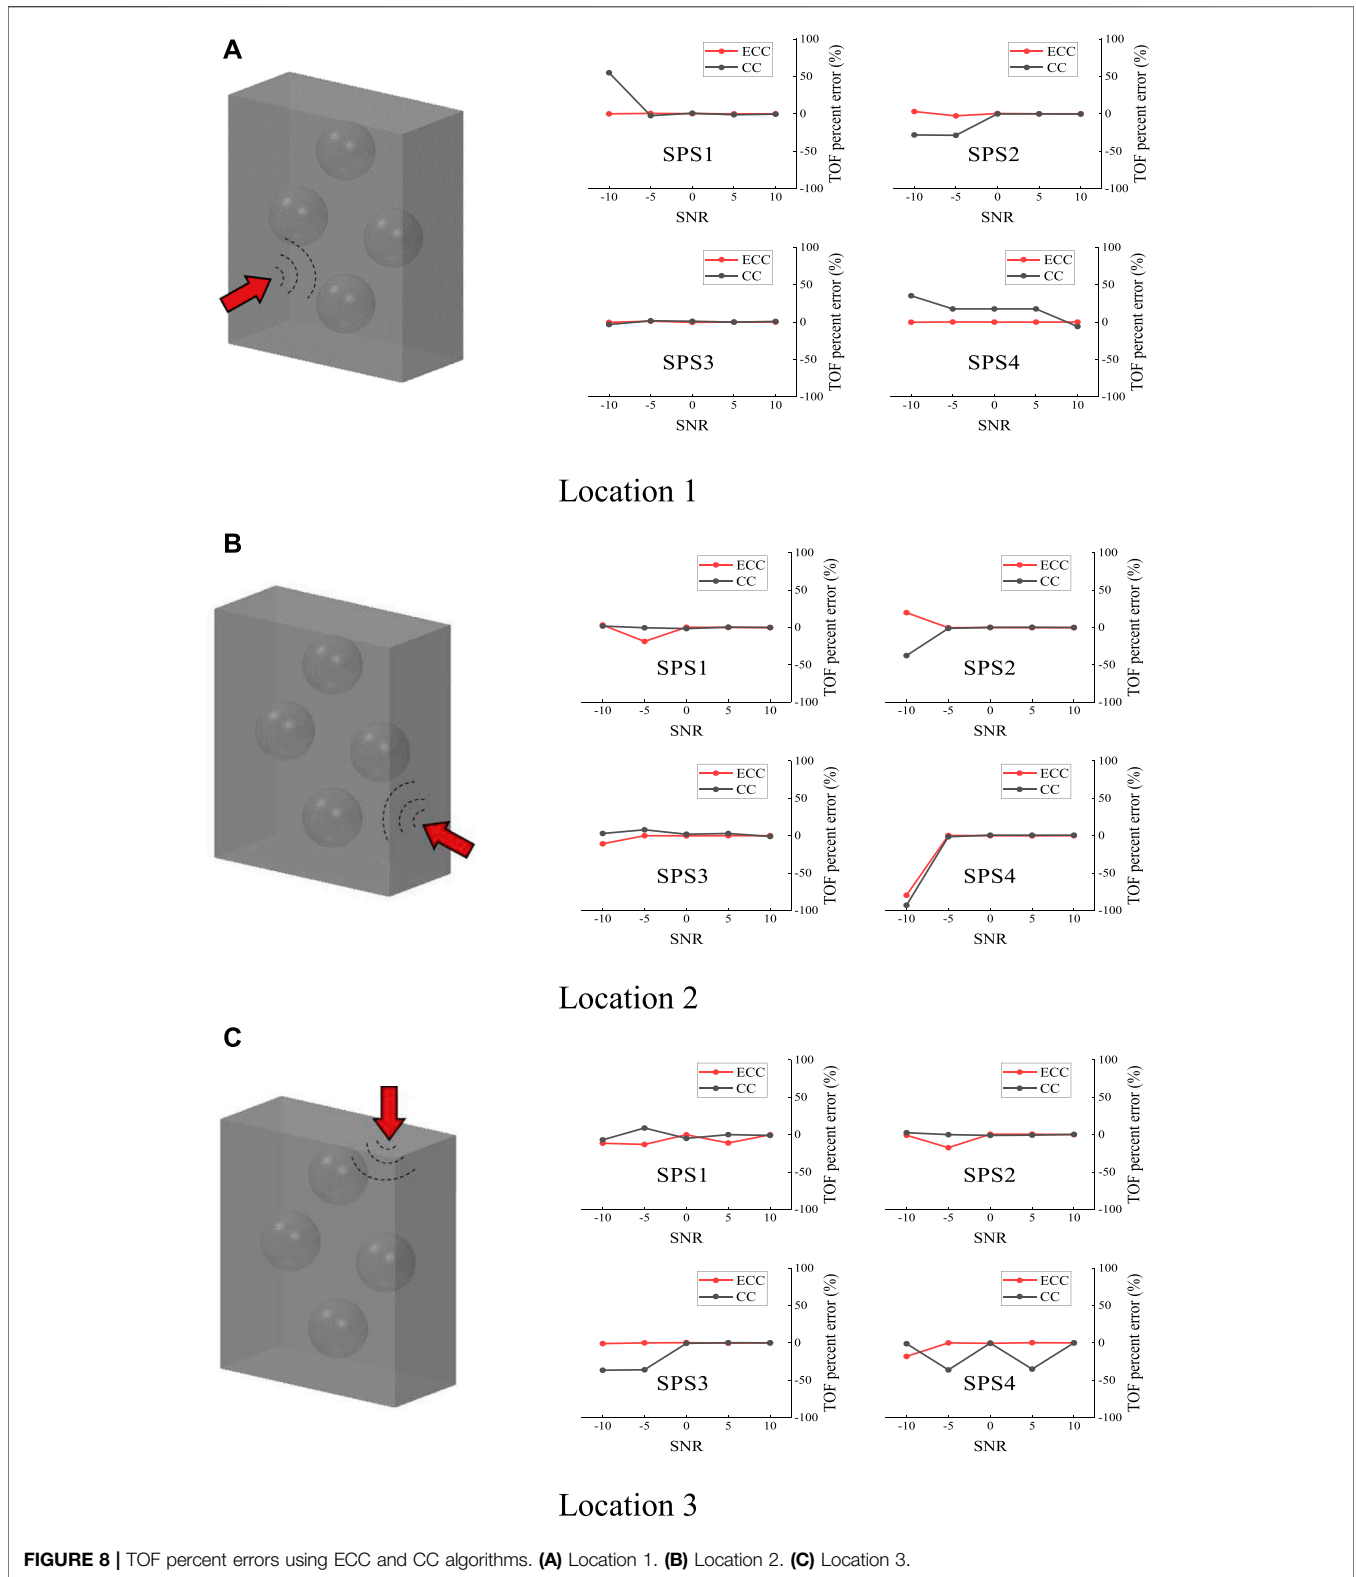 A
ECC
CC
100
50
0
-50
-100
TOF percent error (%)
SPS1
-10 -5 0 5 10
SNR
ECC
CC
100
50
0
-50
-100
TOF percent error (%)
SPS2
-10 -5 0 5 10
SNR
ECC
CC
100
50
0
-50
-100
TOF percent error (%)
SPS3
-10 -5 0 5 10
SNR
ECC
CC
100
50
0
-50
-100
TOF percent error (%)
SPS4
-10 -5 0 5 10
SNR
Location 1
B
ECC
CC
100
50
0
-50
-100
TOF percent error (%)
SPS1
-10 -5 0 5 10
SNR
ECC
CC
100
50
0
-50
-100
TOF percent error (%)
SPS2
-10 -5 0 5 10
SNR
ECC
CC
100
50
0
-50
-100
TOF percent error (%)
SPS3
-10 -5 0 5 10
SNR
ECC
CC
100
50
0
-50
-100
TOF percent error (%)
SPS4
-10 -5 0 5 10
SNR
Location 2
C
ECC
CC
100
50
0
-50
-100
TOF percent error (%)
SPS1
-10 -5 0 5 10
SNR
ECC
CC
100
50
0
-50
-100
TOF percent error (%)
SPS2
-10 -5 0 5 10
SNR
ECC
CC
100
50
0
-50
-100
TOF percent error (%)
SPS3
-10 -5 0 5 10
SNR
ECC
CC
100
50
0
-50
-100
TOF percent error (%)
SPS4
-10 -5 0 5 10
SNR
Location 3
FIGURE 8 | TOF percent errors using ECC and CC algorithms. (A) Location 1. (B) Location 2. (C) Location 3.